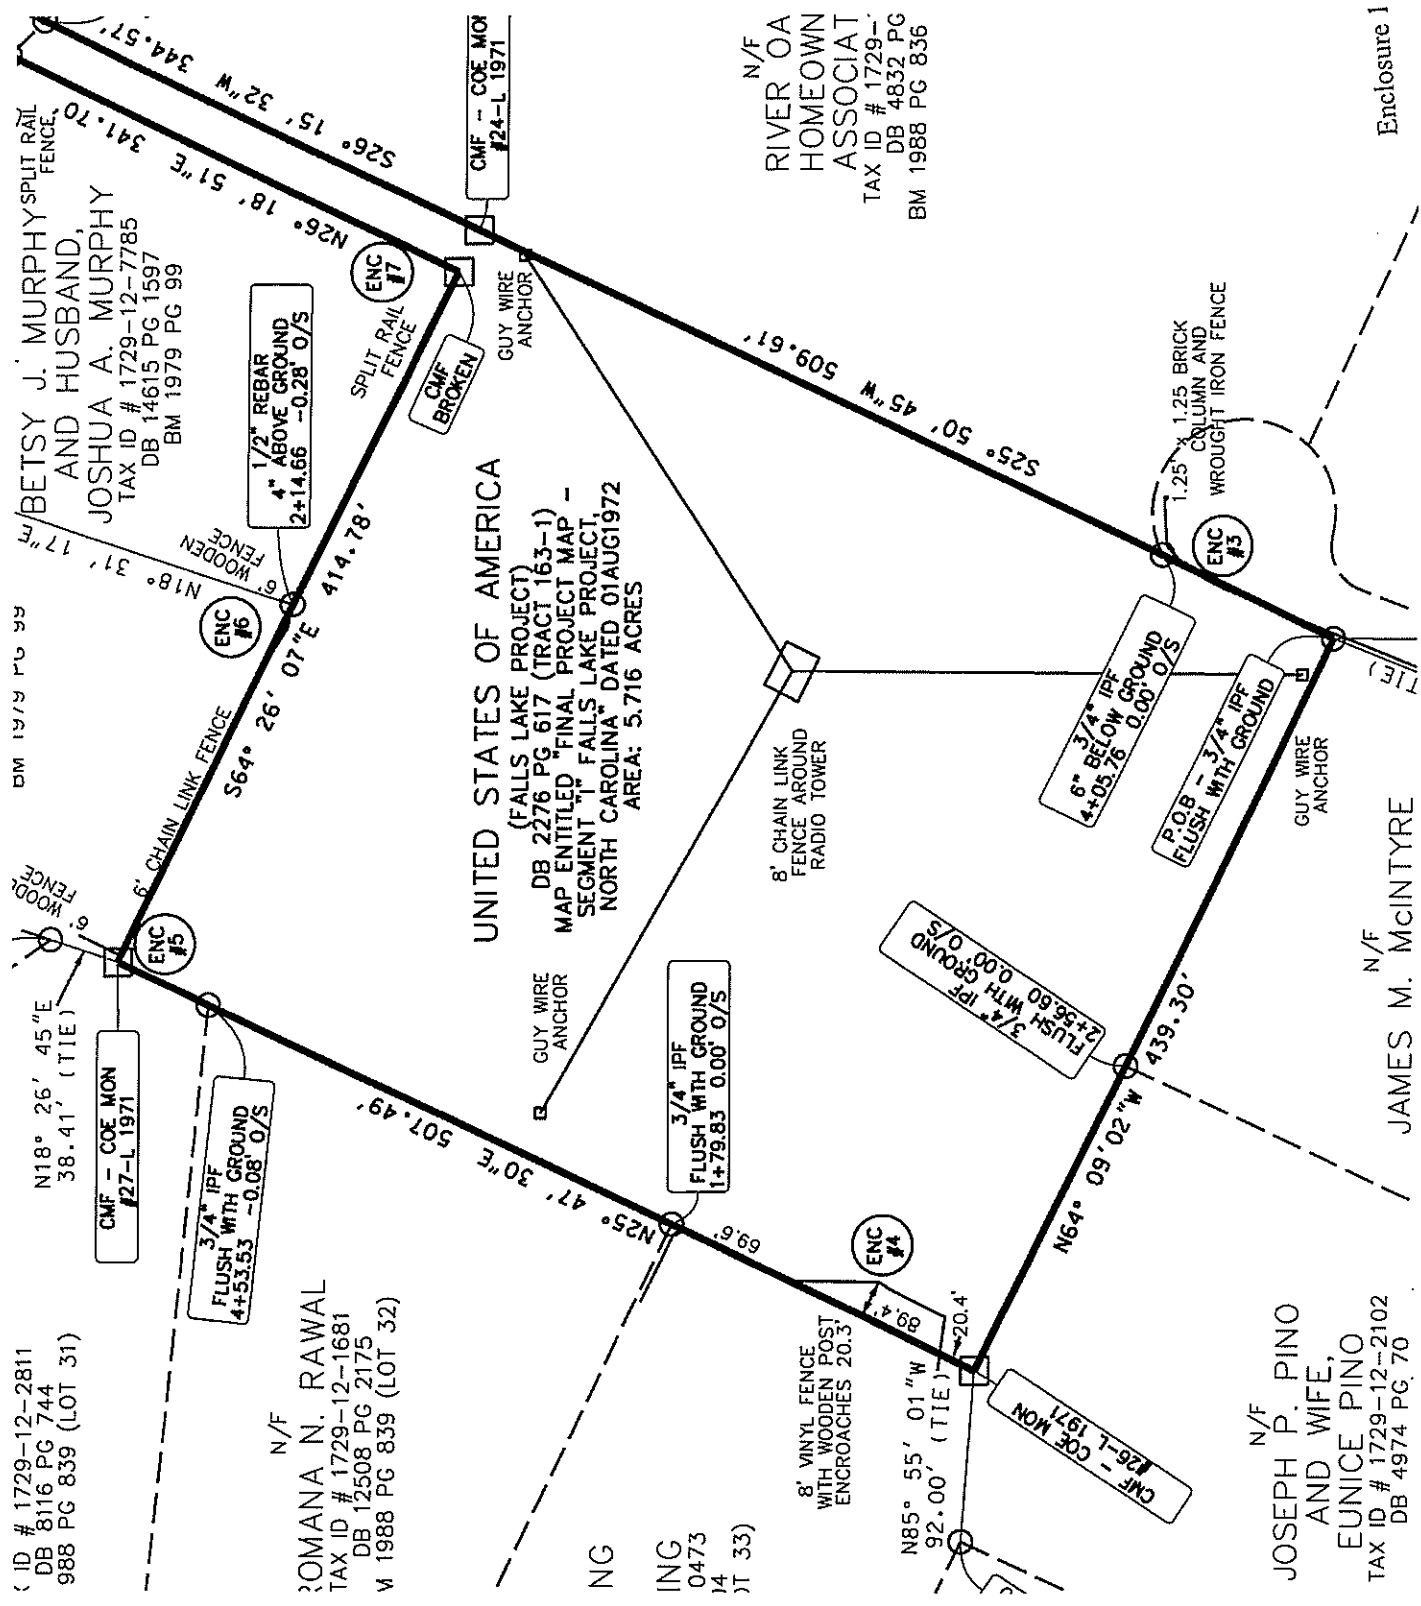 344.57'
S26° 15' 32"W
341.70'
N26° 18' 51"E
SPLIT RAIL
FENCE
BETSY J. MURPHY
AND HUSBAND,
JOSHUA A. MURPHY
TAX ID # 1729-12-7785
DB 14615 PG 1597
BM 1979 PG 99
CMF - COE MON
#24-L 1971
N/F
RIVER OA
HOMEOWN
ASSOCIAT
TAX ID # 1729-
DB 4832 PG
BM 1988 PG 836
Enclosure 1
ENC
#7
SPLIT RAIL
FENCE
CMF
BROKEN
GUY WIRE
ANCHOR
1/2" REBAR
4" ABOVE GROUND
2+14.66 -0.28' O/S
N18° 31' 17"E
6' WOODEN
FENCE
ENC
#6
S64° 26' 07"E 414.78'
6' CHAIN LINK FENCE
BM 1979 PG 99
6' WOOD
FENCE
ENC
#5
N18° 26' 45"E
38.41' (TIE)
CMF - COE MON
#27-L 1971
UNITED STATES OF AMERICA
(FALLS LAKE PROJECT)
DB 2276 PG 617 (TRACT 163-1)
MAP ENTITLED "FINAL PROJECT MAP -
SEGMENT "1" FALLS LAKE PROJECT,
NORTH CAROLINA" DATED 01AUG1972
AREA: 5.716 ACRES
S25° 50' 45"W 509.61'
1.25' x 1.25 BRICK
COLUMN AND
WROUGHT IRON FENCE
ENC
#3
3/4" IPF
6" BELOW GROUND
4+05.76 0.00' O/S
P.O.B - 3/4" IPF
FLUSH WITH GROUND
TIE)
GUY WIRE
ANCHOR
8' CHAIN LINK
FENCE AROUND
RADIO TOWER
GUY WIRE
ANCHOR
3/4" IPF
FLUSH WITH GROUND
4+53.53 -0.08' O/S
N25° 47' 30"E 507.49'
3/4" IPF
FLUSH WITH GROUND
1+79.83 0.00' O/S
3/4" IPF
FLUSH WITH GROUND
2+56.60 0.00' O/S
N64° 09'02"W 439.30'
N/F
JAMES M. McINTYRE
69.6'
ENC
#4
89.4'
20.4'
8' VINYL FENCE
WITH WOODEN POST
ENCROACHES 20.3'
N85° 55' 01"W
92.00' (TIE)
CMF - COE MON
#26-L 1971
ID # 1729-12-2811
DB 8116 PG 744
988 PG 839 (LOT 31)
N/F
ROMANA N. RAWAL
TAX ID # 1729-12-1681
DB 12508 PG 2175
M 1988 PG 839 (LOT 32)
NG
ING
0473
14
OT 33)
N/F
JOSEPH P. PINO
AND WIFE,
EUNICE PINO
TAX ID # 1729-12-2102
DB 4974 PG 70